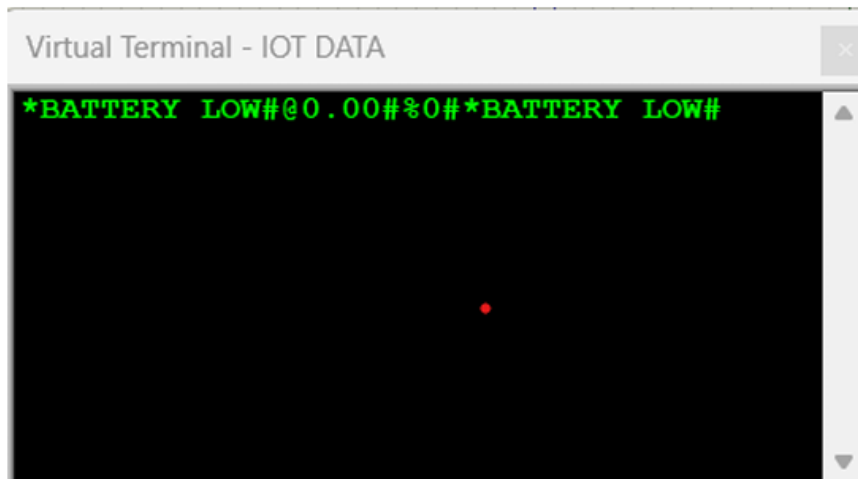 Virtual Terminal - IOT DATA
*BATTERY LOW#@0.00#%0#*BATTERY LOW#